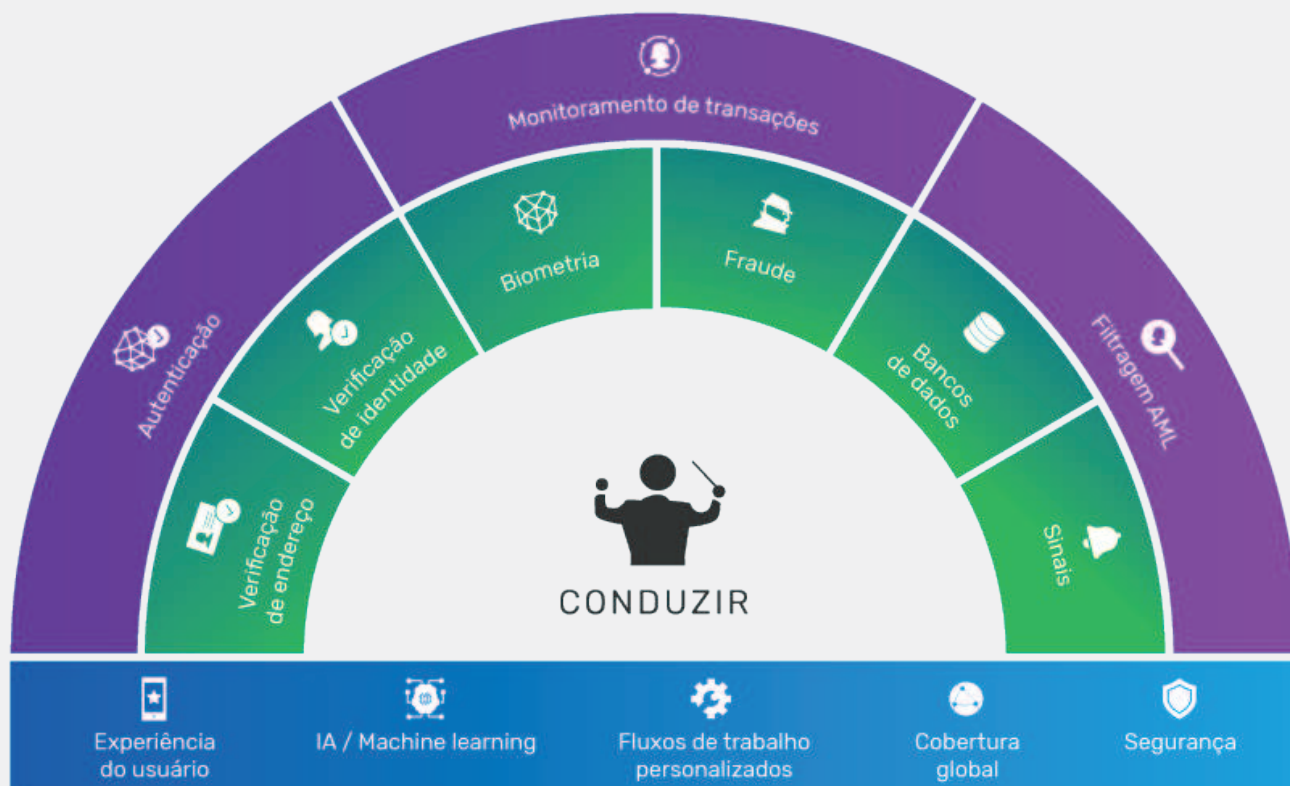 Monitoramento de transações
Autenticação
Filtragem AML
Verificação
de endereço
Verificação
de identidade
Biometria
Fraude
Bancos
de dados
Sinais
CONDUZIR
Experiência
do usuário
IA / Machine learning
Fluxos de trabalho
personalizados
Cobertura
global
Segurança